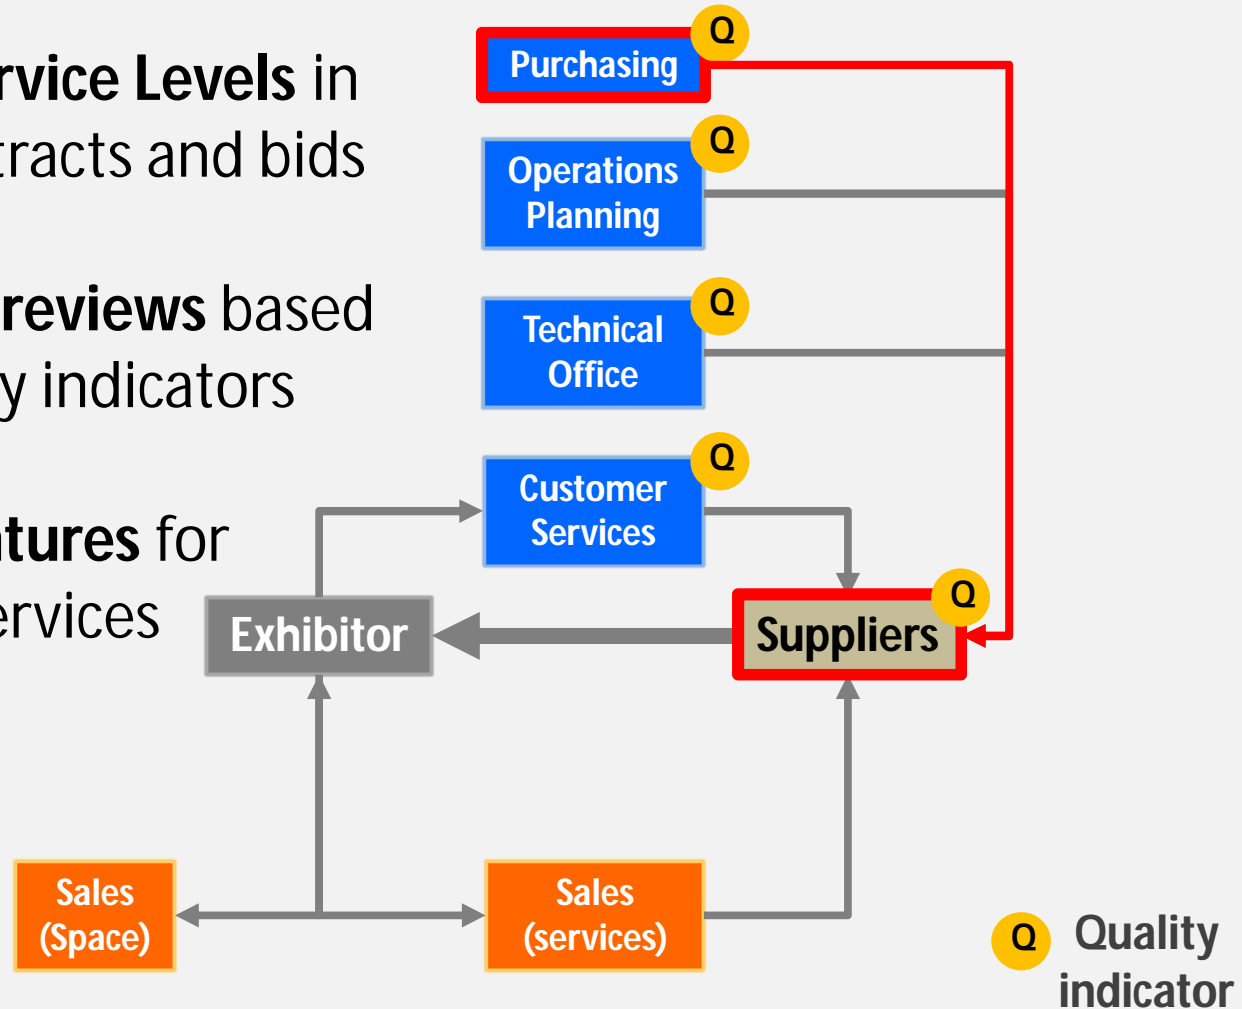 rvice Levels in
tracts and bids
reviews based
y indicators
tures for
ervices
Q
Purchasing
Q
Operations
Planning
Q
Technical
Office
Q
Customer
Services
Q
Exhibitor
Suppliers
Sales
(Space)
Sales
(services)
Q Quality
indicator